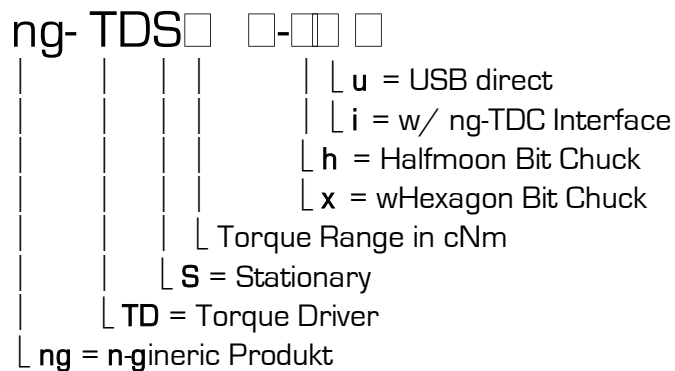 ng- TDS□ □-□□ □
u = USB direct
i = w/ ng-TDC Interface
h = Halfmoon Bit Chuck
x = wHexagon Bit Chuck
Torque Range in cNm
S = Stationary
TD = Torque Driver
ng = n-gineric Produkt